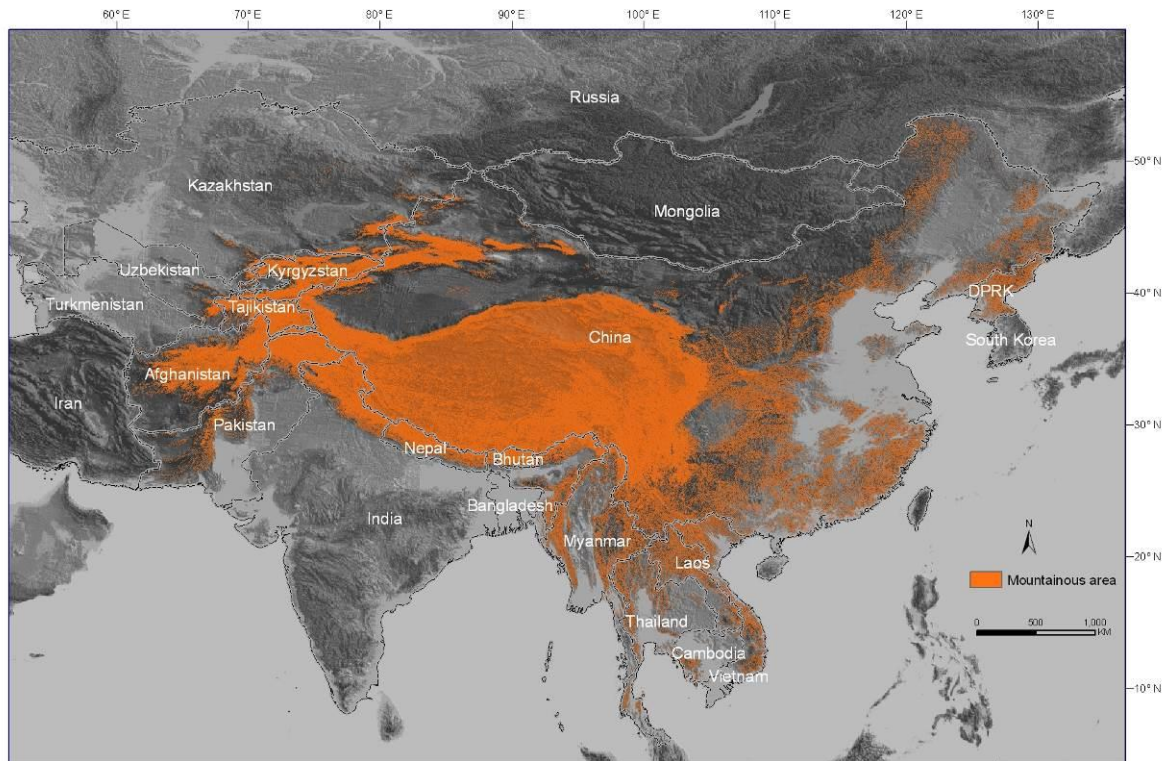 60° E 70° E 80° E 90° E 100° E 110° E 120° E 130° E
Russia
50° N
Kazakhstan
Mongolia
Uzbekistan
Kyrgyzstan
Turkmenistan
Tajikistan
40° N
DPRK
China
South Korea
Afghanistan
Iran
Pakistan
30° N
Nepal
Bhutan
Bangladesh
India
Myanmar
N
20° N
Laos
Mountainous area
Thailand
0 500 1,000
KM
Cambodia
Vietnam
10° N